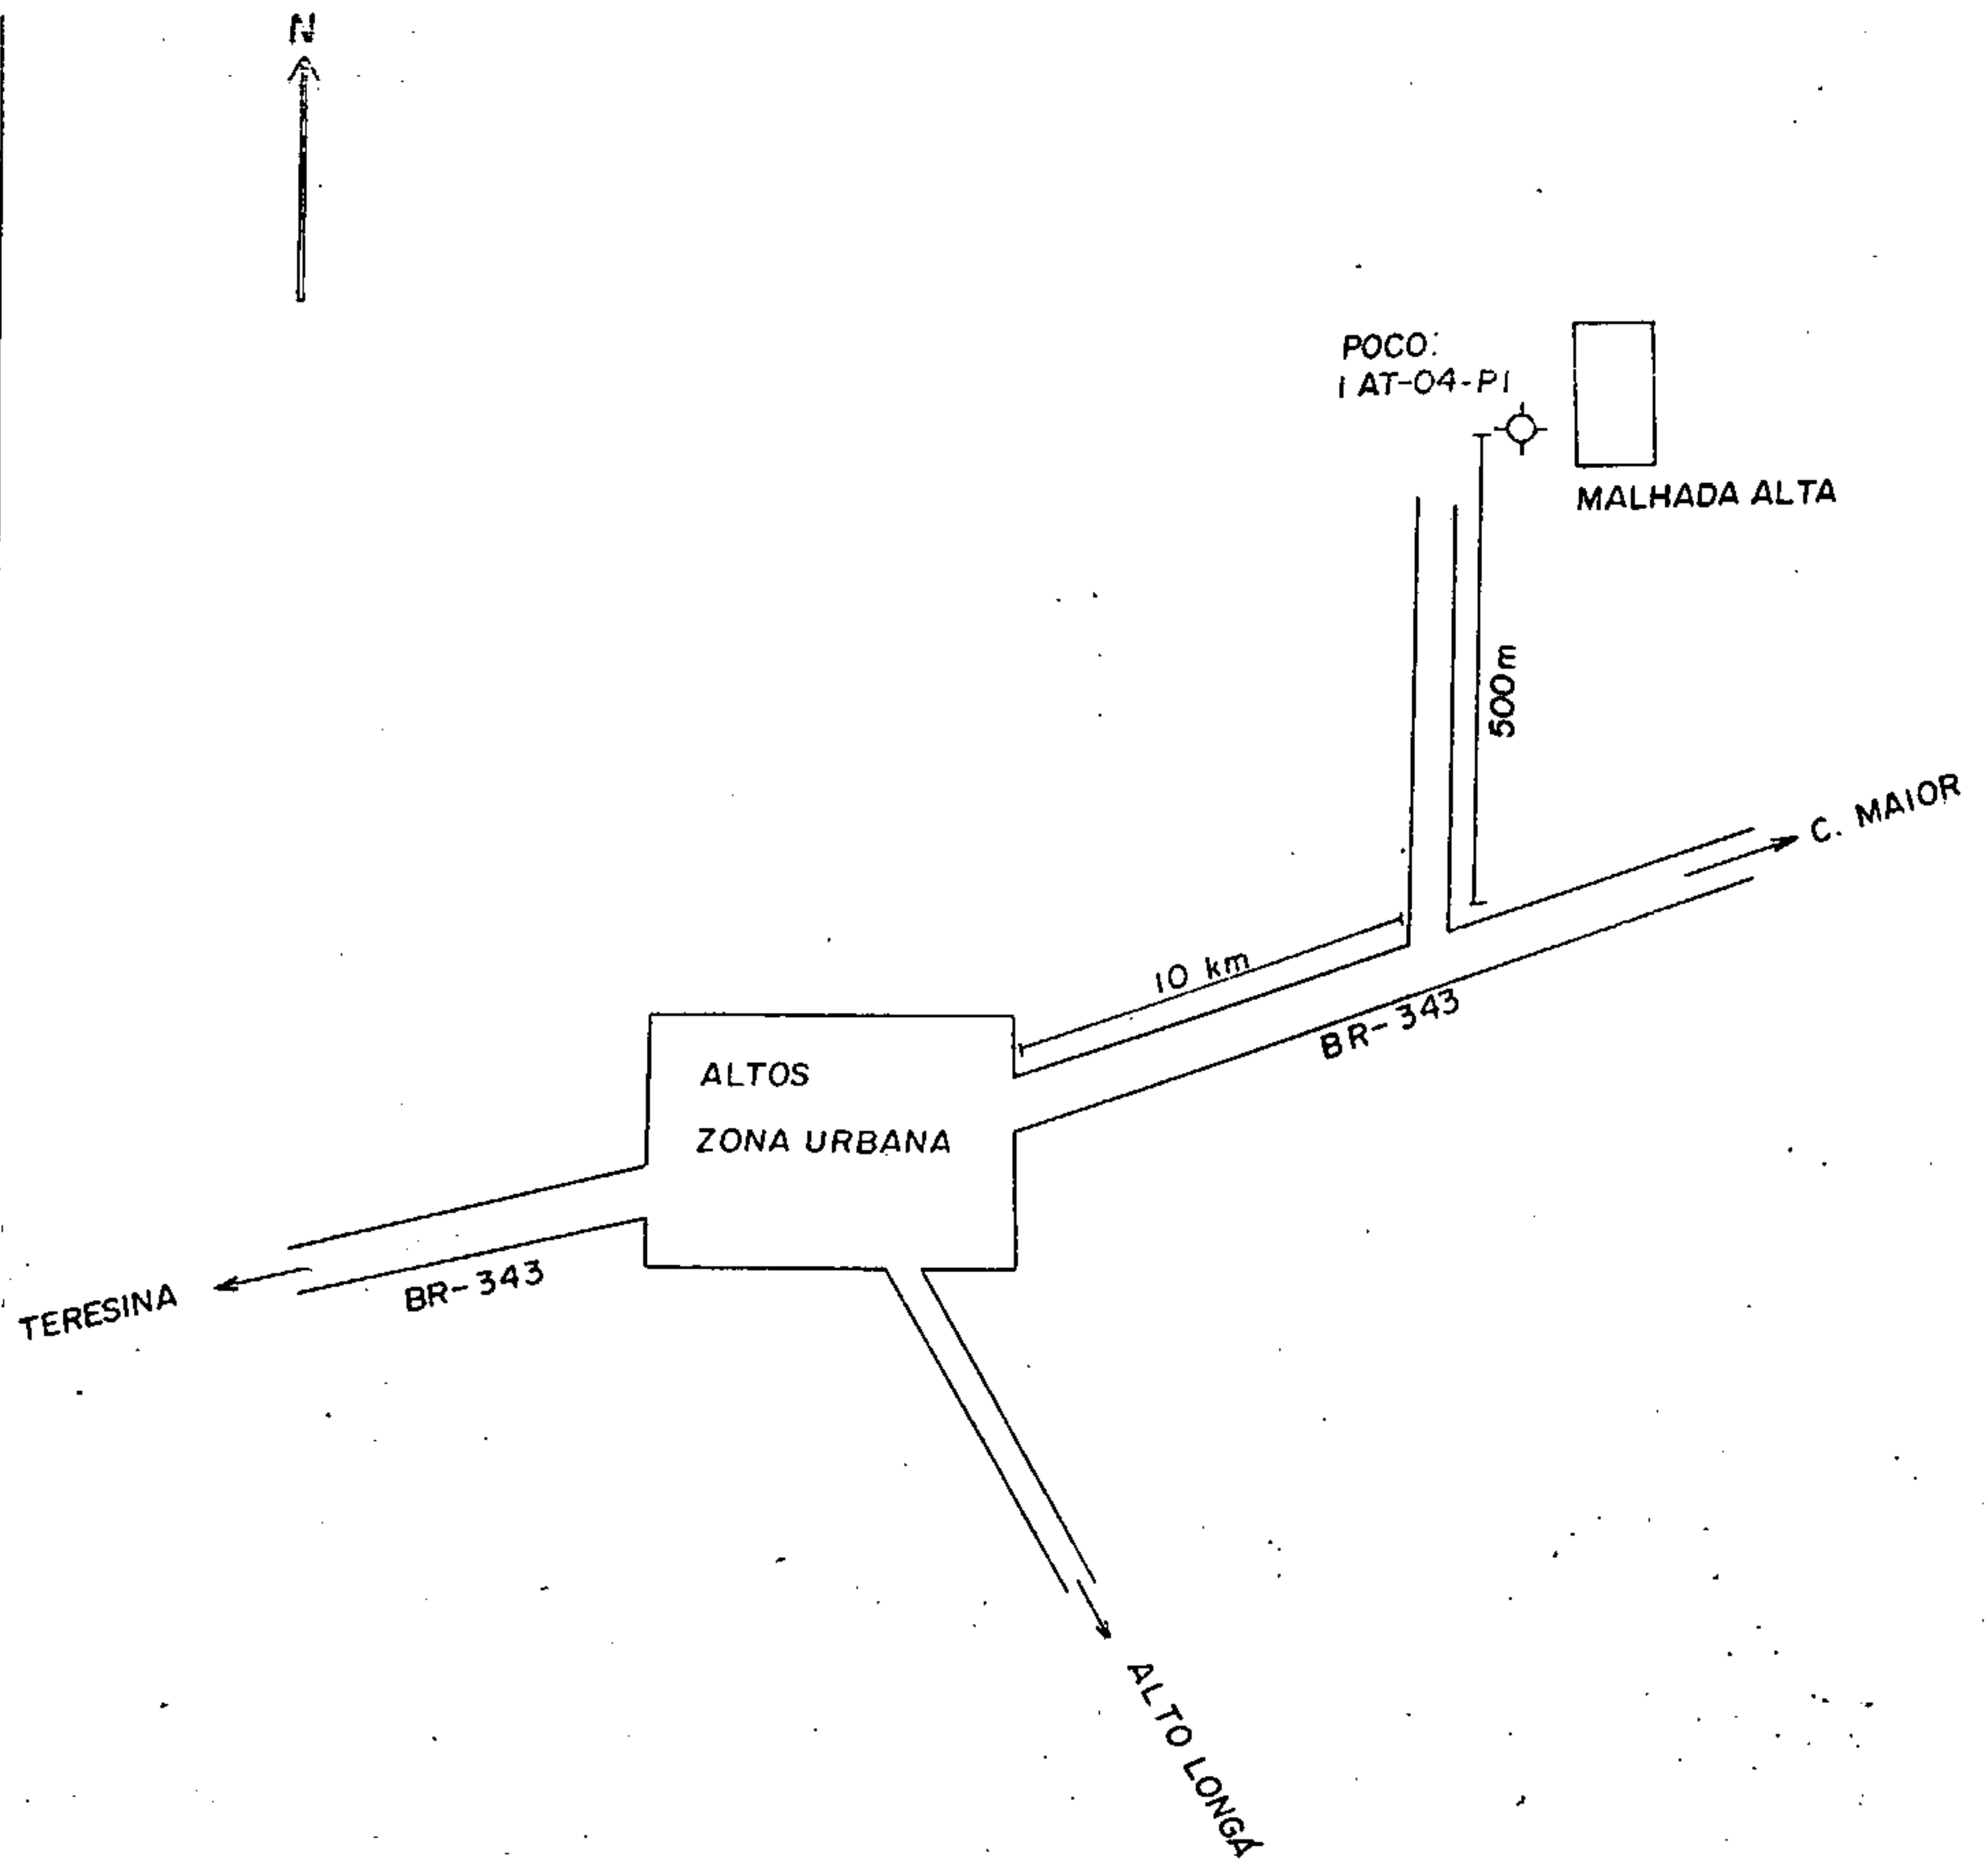 N
POCO:
1 AT-04-PI
MALHADA ALTA
500 m
C. MAIOR
10 km
BR-343
ALTOS
ZONA URBANA
BR-343
TERESINA
ALTO LONGÁ